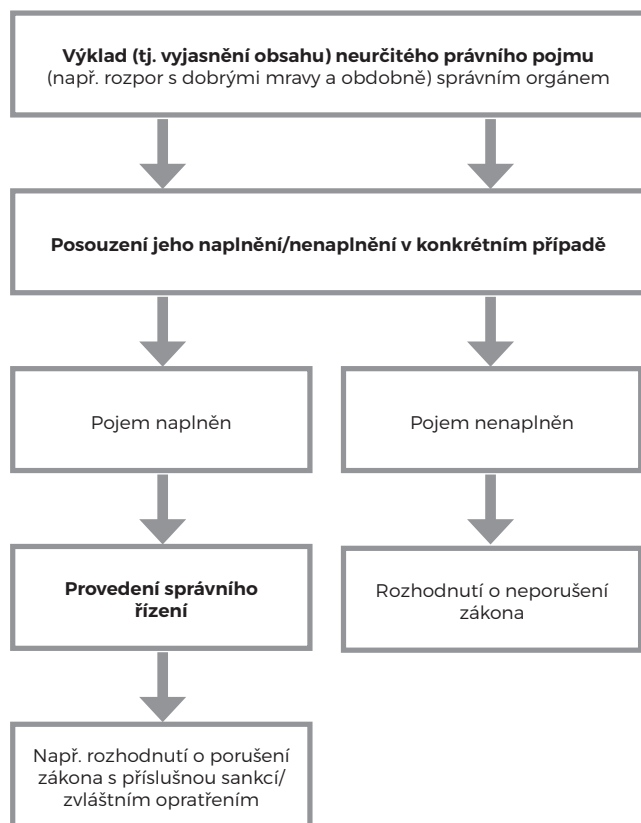 Výklad (tj. vyjasnění obsahu) neurčitého právního pojmu
(např. rozpor s dobrými mravy a obdobně) správním orgánem
Posouzení jeho naplnění/nenaplnění v konkrétním případě
Pojem naplněn
Pojem nenaplněn
Provedení správního
řízení
Rozhodnutí o neporušení
zákona
Např. rozhodnutí o porušení
zákona s příslušnou sankcí/
zvláštním opratřením